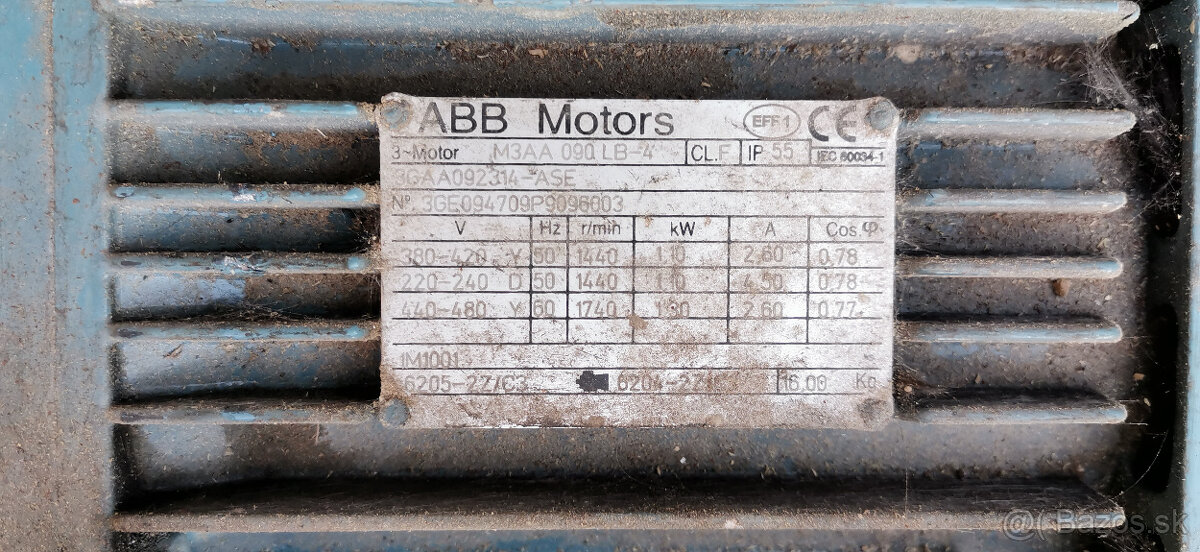 ABB Motors EFF1 CE
3~Motor M3AA 090 LB-4 CL.F IP 55 IEC 60034-1
3GAA092314-ASE
Nº 3GE094709P9096003
V Hz r/min kW A Cos φ
380-420 Y 50 1440 1.10 2,60 0,78
220-240 D 50 1440 1.10 4,50 0,78
440-480 Y 60 1740 1.30 2,60 0,77
IM1001
6205-2Z/C3 6204-2Z/C3 16,00 Kg
@( Bazos.sk